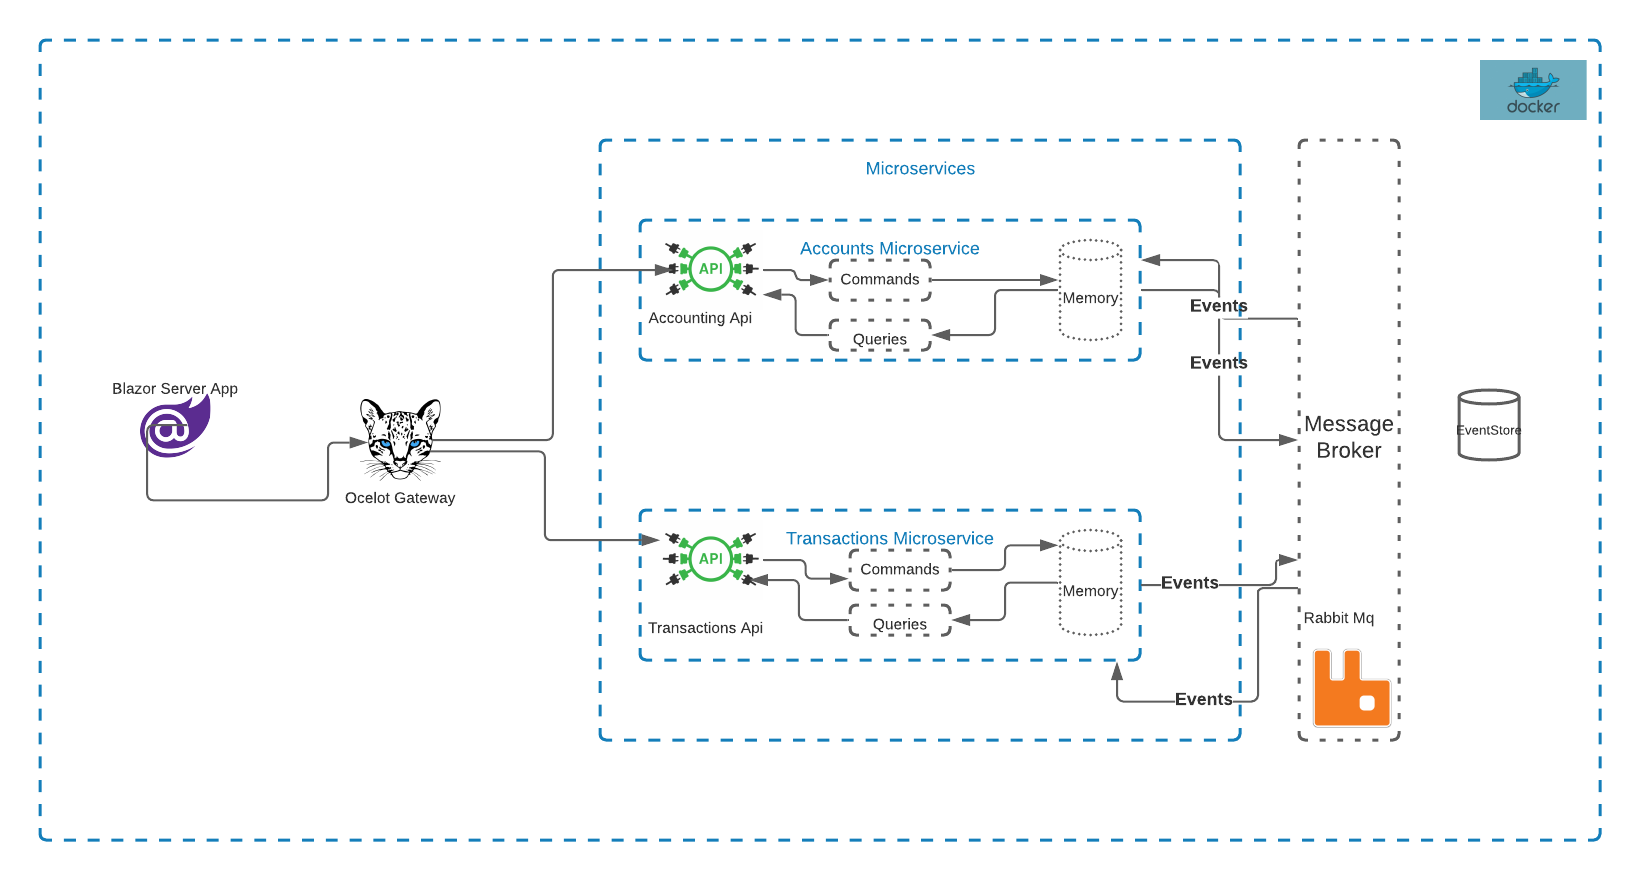 docker
Microservices
Accounts Microservice
API
Commands
Memory
Accounting Api
Queries
Events
Events
Blazor Server App
@
Message
Broker
EventStore
Ocelot Gateway
Transactions Microservice
API
Commands
Memory
Events
Queries
Transactions Api
Rabbit Mq
Events